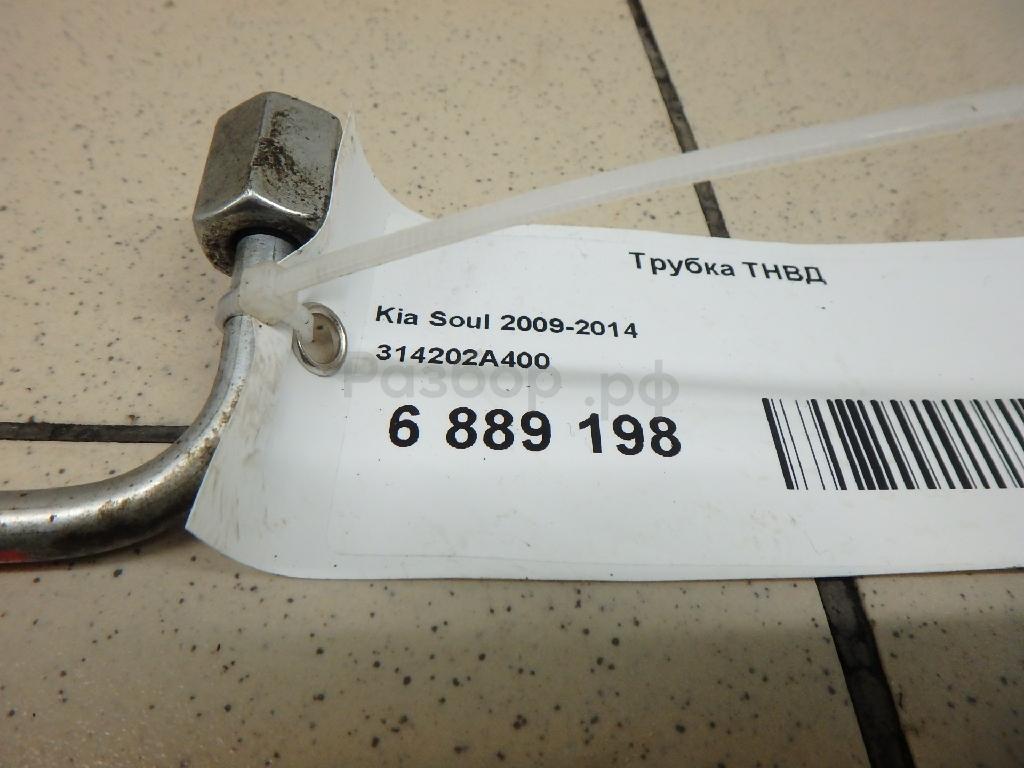 Трубка ТНВД
Kia Soul 2009-2014
314202A400
Разбор.рф
6 889 198